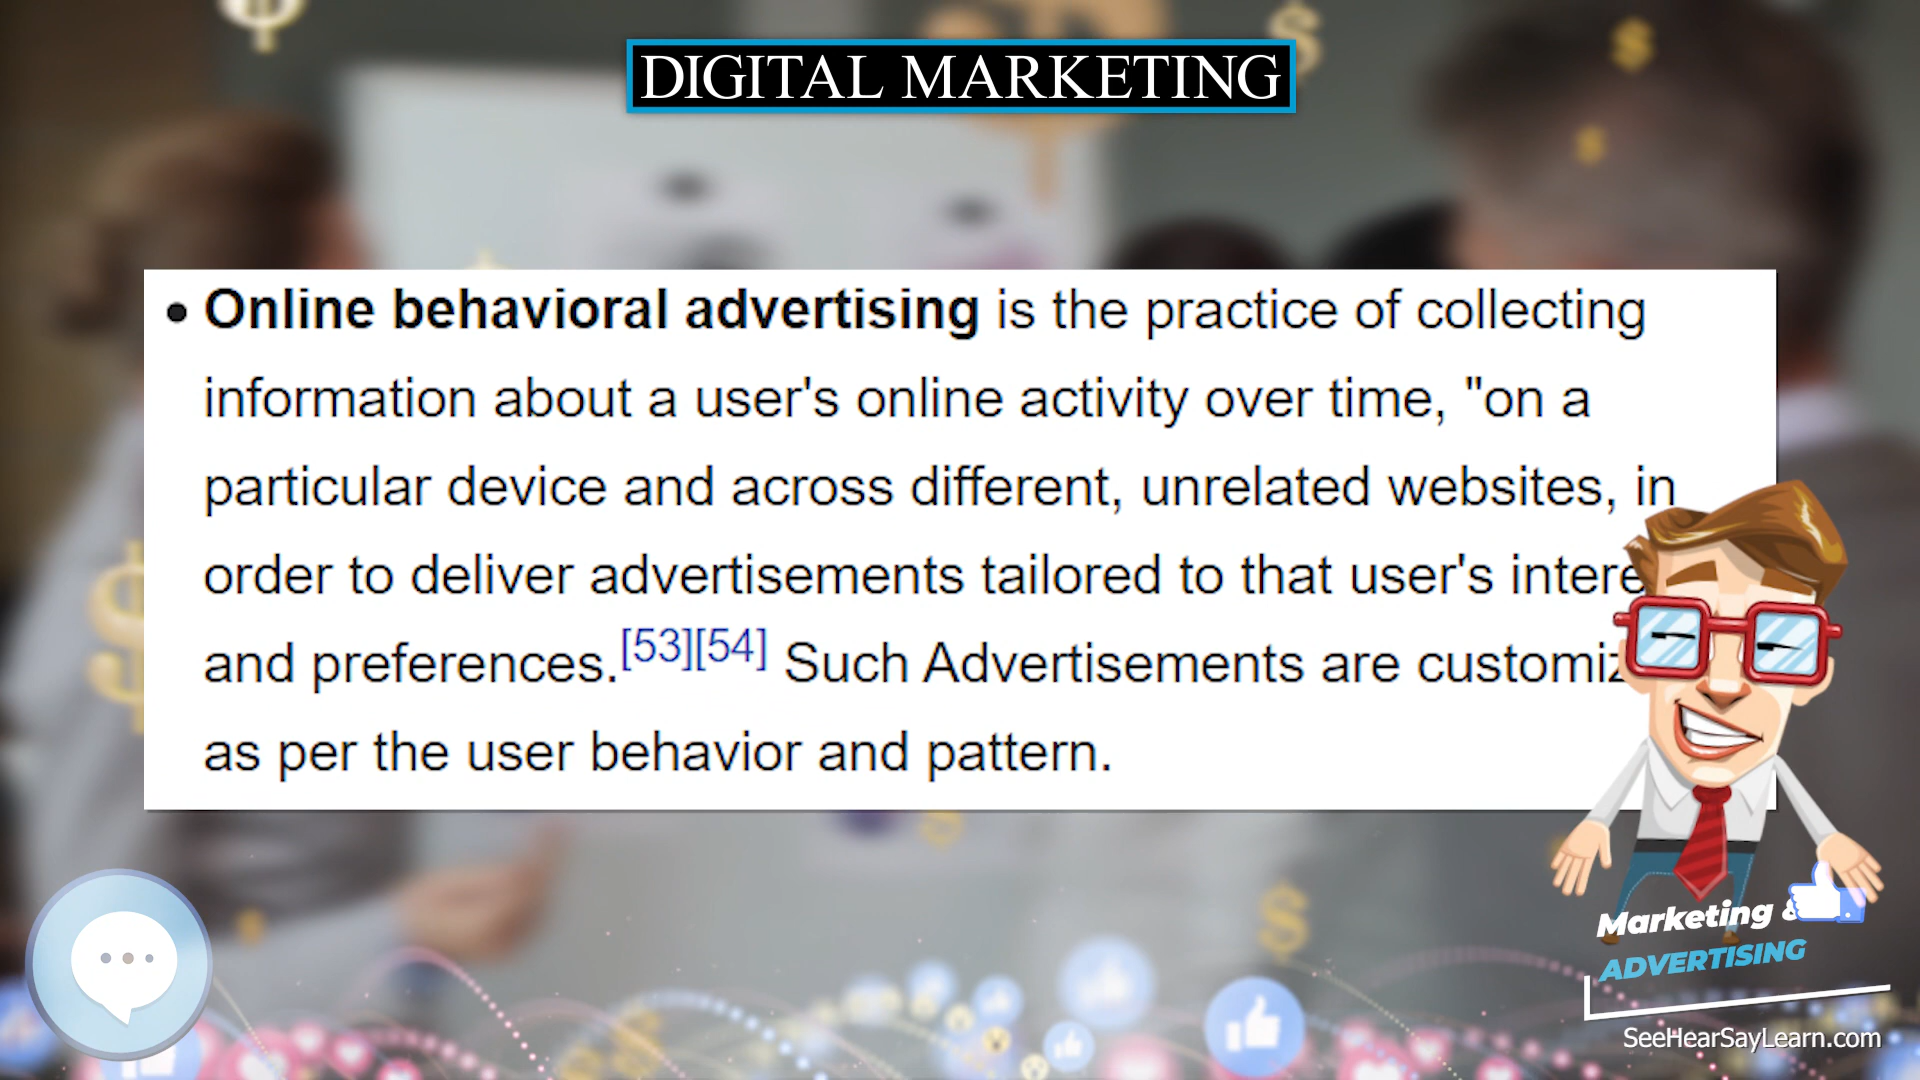 DIGITAL MARKETING
• Online behavioral advertising is the practice of collecting
information about a user's online activity over time, "on a
particular device and across different, unrelated websites, in
order to deliver advertisements tailored to that user's intere
and preferences.[53][54] Such Advertisements are customiz
as per the user behavior and pattern.
Marketing &
ADVERTISING
SeeHearSayLearn.com